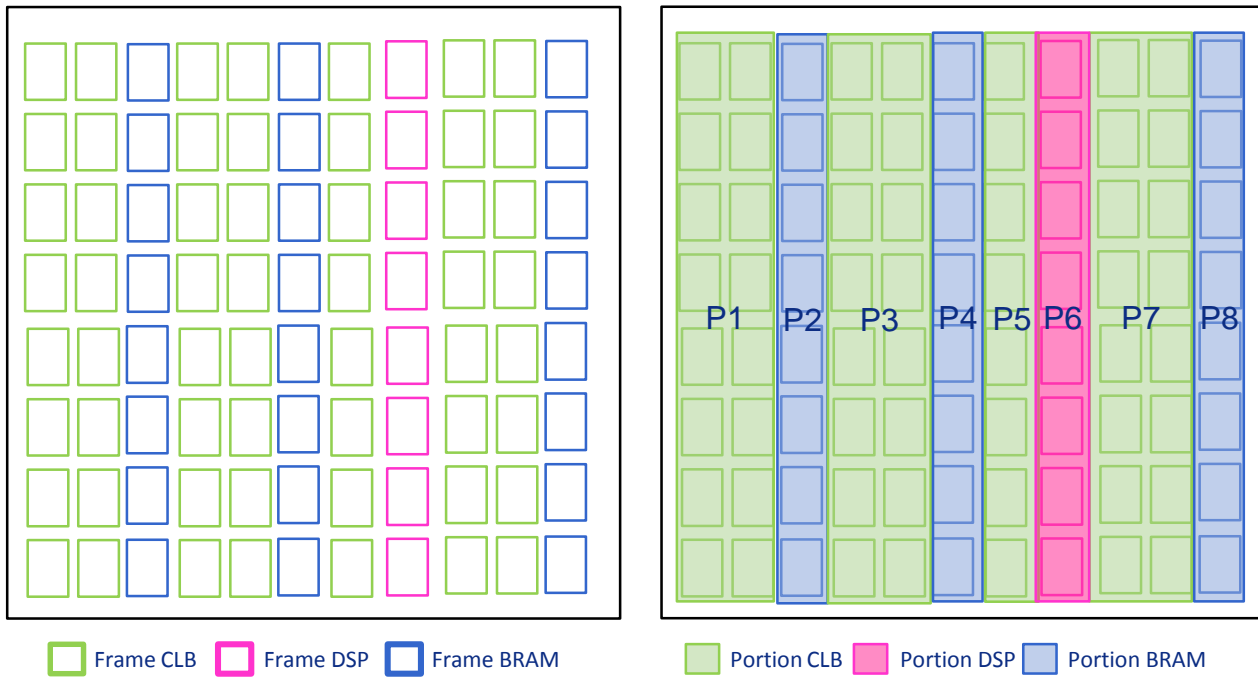 P1 P2 P3 P4 P5 P6 P7 P8
Frame CLB Frame DSP Frame BRAM
Portion CLB Portion DSP Portion BRAM